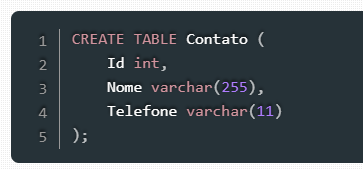 1 CREATE TABLE Contato (
2 Id int,
3 Nome varchar(255),
4 Telefone varchar(11)
5 );